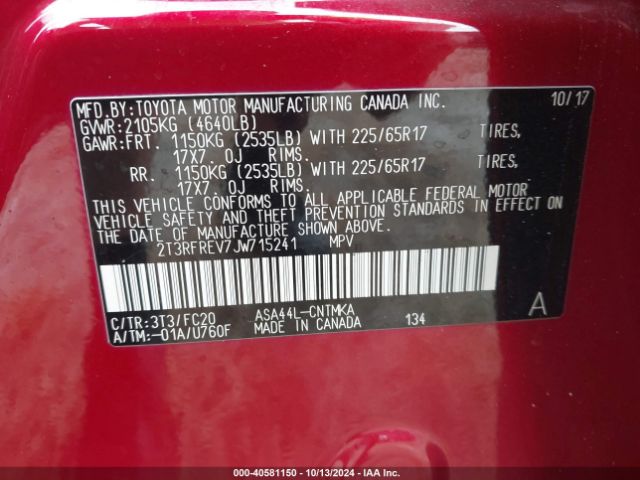 MFD.BY:TOYOTA MOTOR MANUFACTURING CANADA INC. 10/17
GVWR:2105KG (4640LB)
GAWR:FRT. 1150KG (2535LB) WITH 225/65R17 TIRES,
17X7.0J RIMS.
RR. 1150KG (2535LB) WITH 225/65R17 TIRES,
17X7.0J RIMS.
THIS VEHICLE CONFORMS TO ALL APPLICABLE FEDERAL MOTOR
VEHICLE SAFETY AND THEFT PREVENTION STANDARDS IN EFFECT ON
THE DATE OF MANUFACTURE SHOWN ABOVE.
2T3RFREV7JW715241 MPV
C/TR:3T3/FC20 ASA44L-CNTMKA A
A/TM:-01A/U760F MADE IN CANADA 134
000-40581150 | 10/13/2024 | IAA Inc.